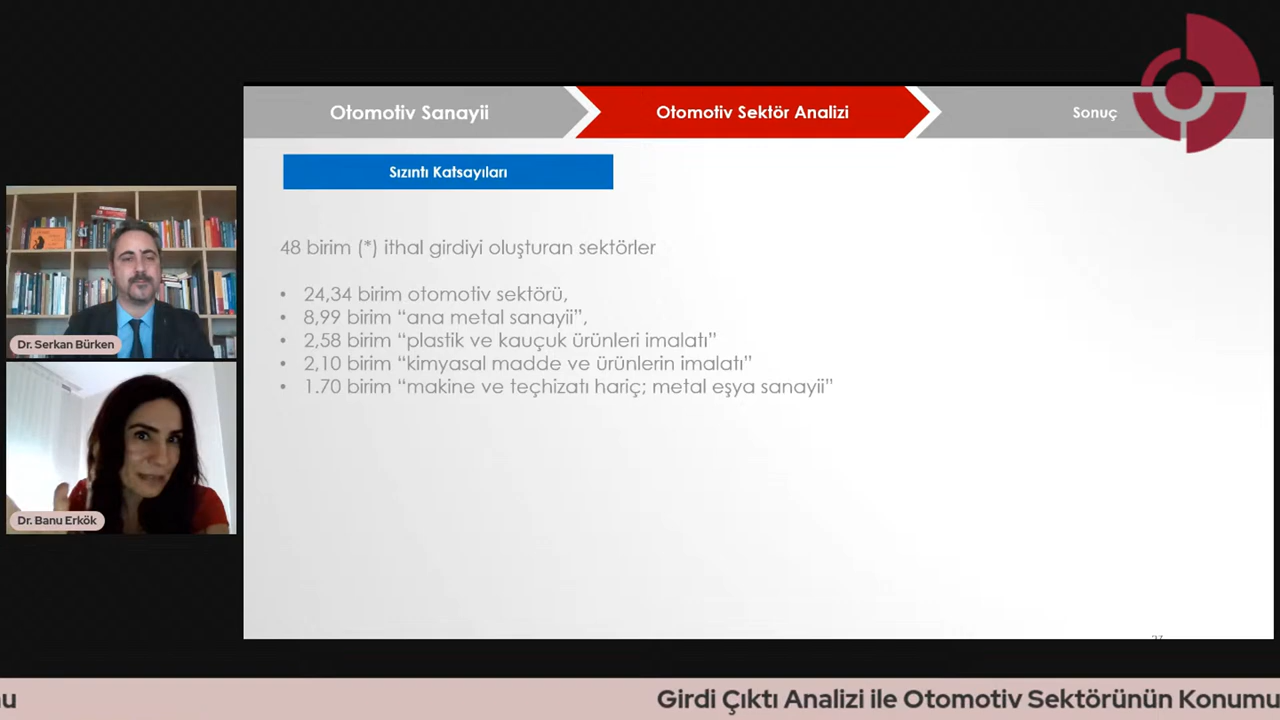 Otomotiv Sanayii
Otomotiv Sektör Analizi
Sonuç
Sızıntı Katsayıları
48 birim (*) ithal girdiyi oluşturan sektörler
• 24,34 birim otomotiv sektörü,
• 8,99 birim “ana metal sanayii”,
• 2,58 birim “plastik ve kauçuk ürünleri imalatı”
• 2,10 birim “kimyasal madde ve ürünlerin imalatı”
• 1.70 birim “makine ve teçhizatı hariç; metal eşya sanayii”
Dr. Serkan Bürken
Dr. Banu Erkök
Girdi Çıktı Analizi ile Otomotiv Sektörünün Konumu